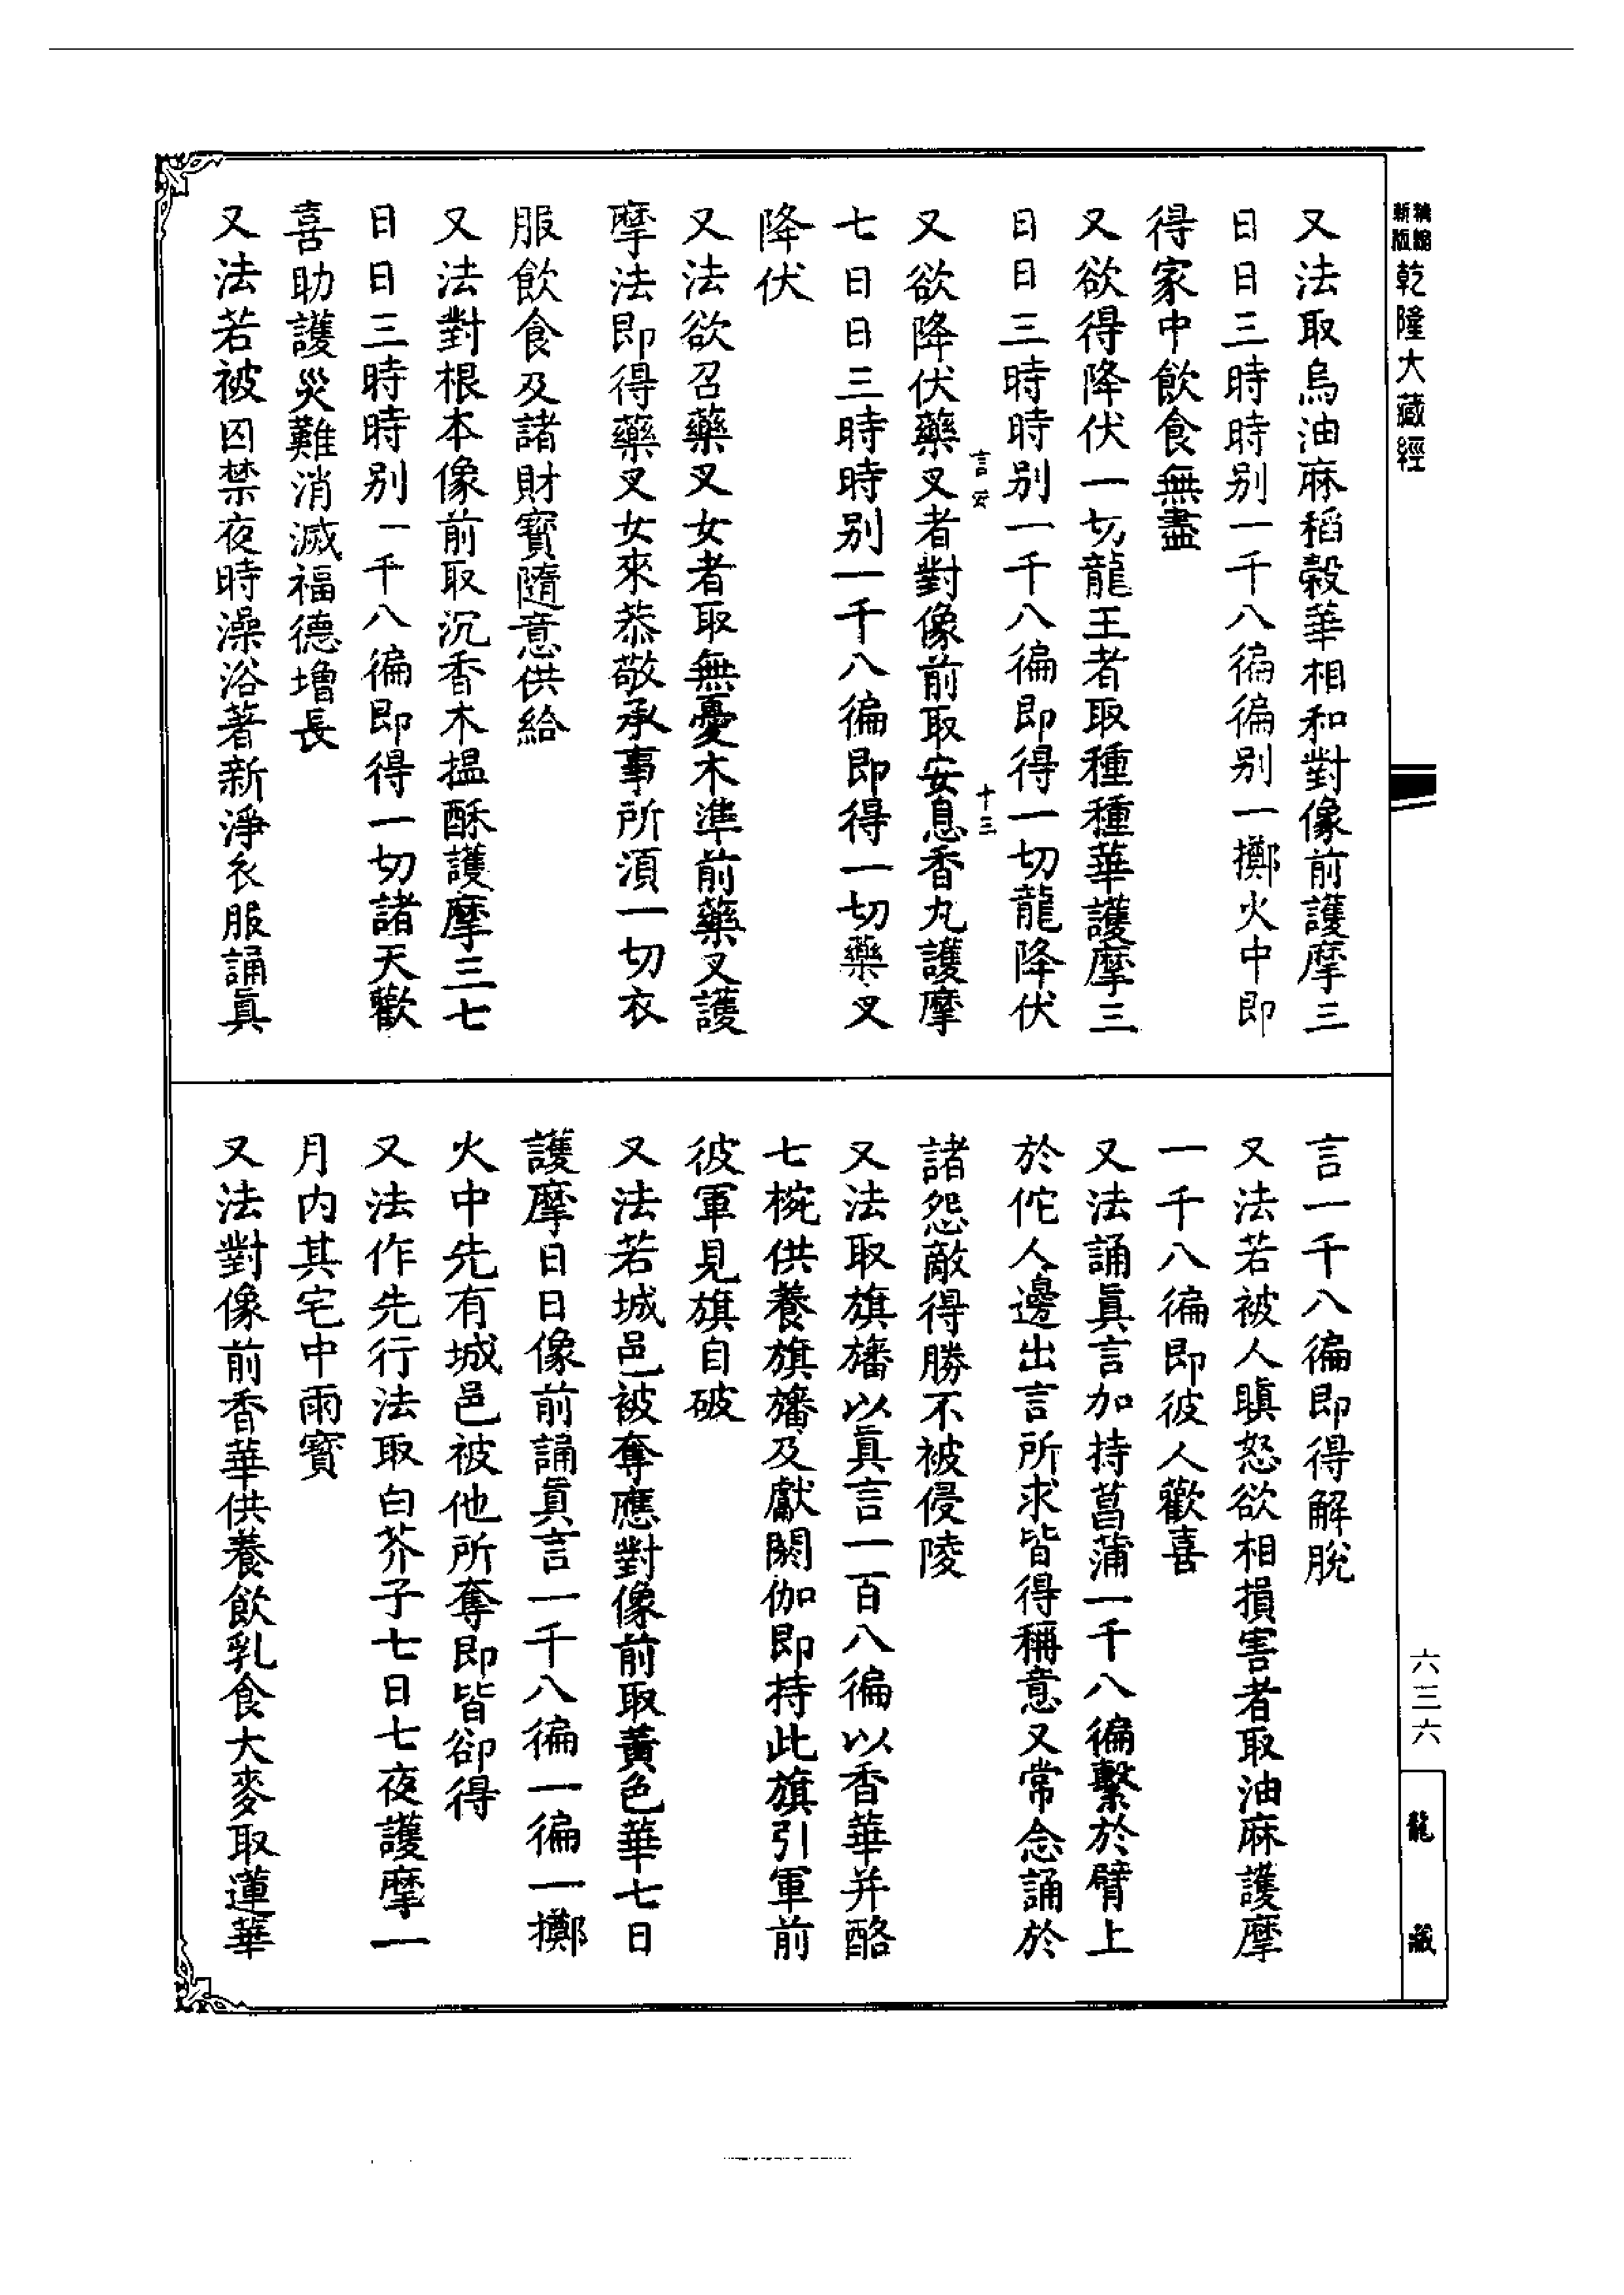 新版
精編
乾隆大藏經
又法取烏油麻稻穀華相和對像前護摩三
日日三時時別一千八徧徧別一擲火中即
得家中飲食無盡
又欲得降伏一切龍王者取種種華護摩三
日日三時時別一千八徧即得一切龍降伏
言安
十三
又欲降伏藥叉者對像前取安息香丸護摩
七日日三時時別一千八徧即得一切藥叉
降伏
又法欲召藥叉女者取無憂木準前藥叉護
摩法即得藥叉女來恭敬承事所須一切衣
服飲食及諸財寶隨意供給
又法對根本像前取沉香木搵酥護摩三七
日日三時時別一千八徧即得一切諸天歡
喜助護災難消滅福德增長
又法若被囚禁夜時澡浴著新淨衣服誦真
言一千八徧即得解脫
又法若被人瞋怒欲相損害者取油麻護摩
一千八徧即彼人歡喜
又法誦真言加持菖蒲一千八徧繫於臂上
於佗人邊出言所求皆得稱意又常念誦於
諸怨敵得勝不被侵陵
又法取旗旛以真言一百八徧以香華并酪
七椀供養旗旛及獻閼伽即持此旗引軍前
彼軍見旗自破
又法若城邑被奪應對像前取黃色華七日
護摩日日像前誦真言一千八徧一徧一擲
火中先有城邑被他所奪即皆卻得
又法作先行法取白芥子七日七夜護摩一
月內其宅中雨寶
又法對像前香華供養飲乳食大麥取蓮華
六三六
龍藏